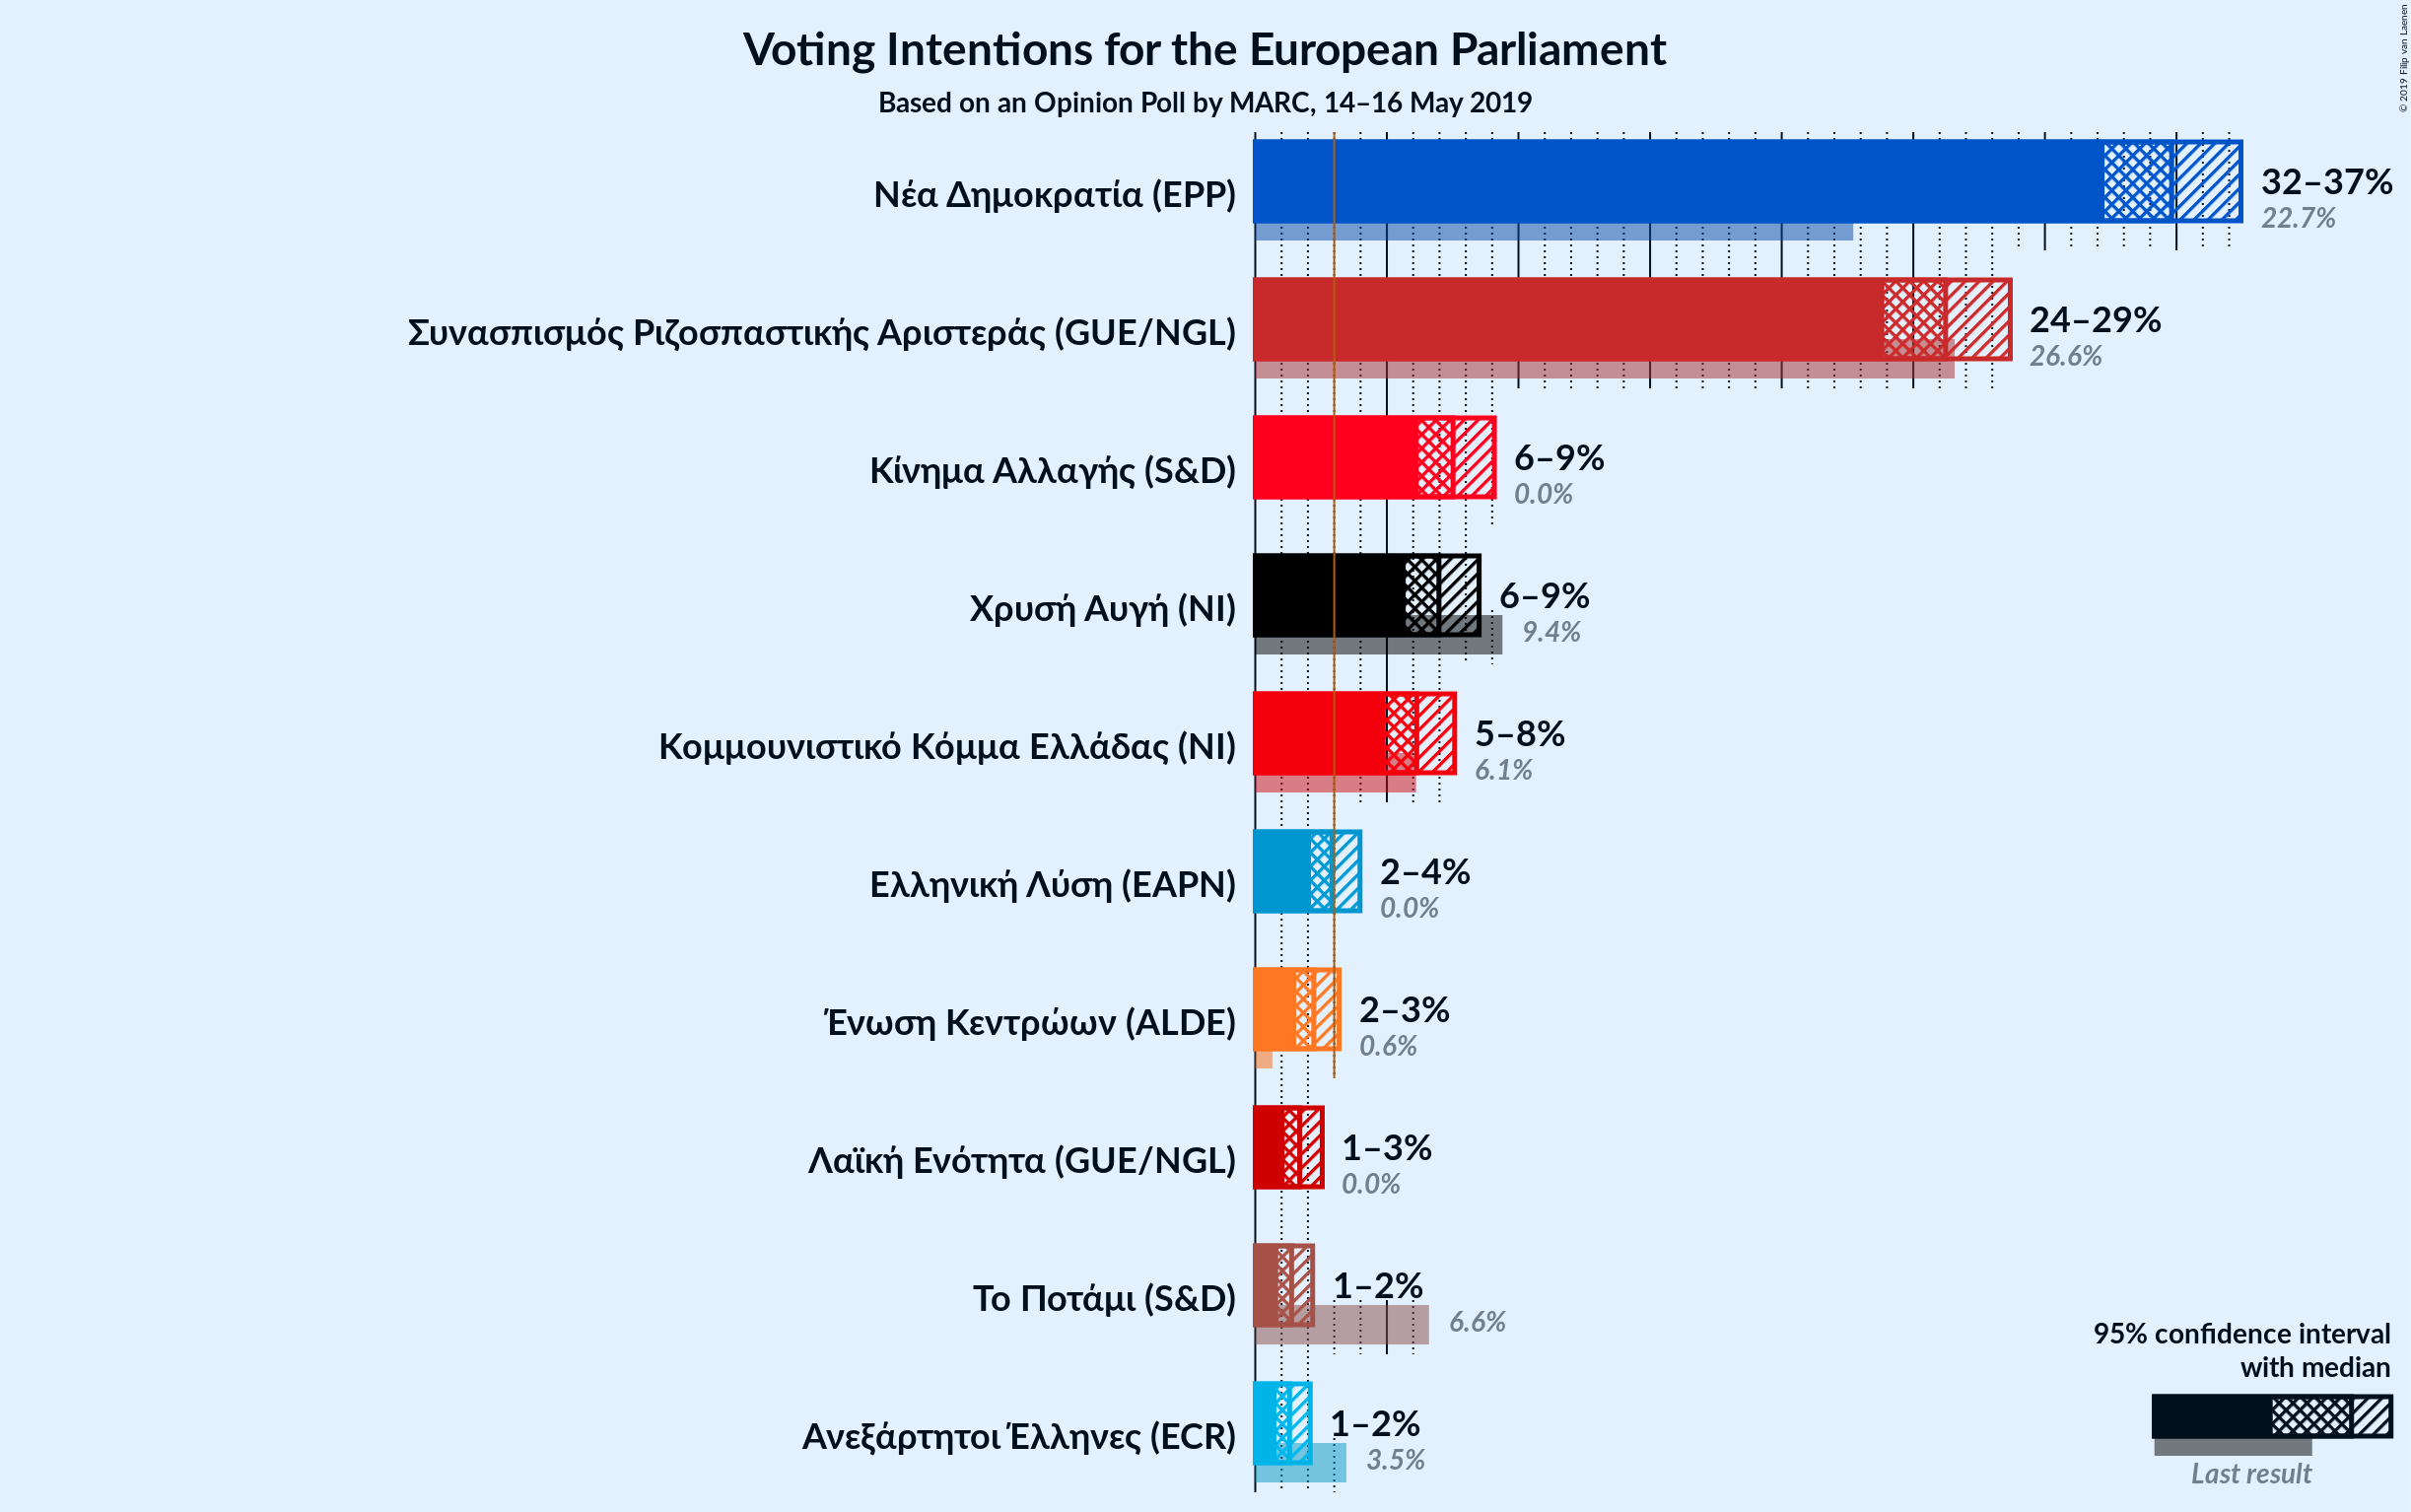 Voting Intentions for the European Parliament
Based on an Opinion Poll by MARC, 14–16 May 2019
© 2019 Filip van Laenen
Νέα Δημοκρατία (EPP)
32–37%
22.7%
Συνασπισμός Ριζοσπαστικής Αριστεράς (GUE/NGL)
24–29%
26.6%
Κίνημα Αλλαγής (S&D)
6–9%
0.0%
Χρυσή Αυγή (NI)
6–9%
9.4%
Κομμουνιστικό Κόμμα Ελλάδας (NI)
5–8%
6.1%
Ελληνική Λύση (EAPN)
2–4%
0.0%
Ένωση Κεντρώων (ALDE)
2–3%
0.6%
Λαϊκή Ενότητα (GUE/NGL)
1–3%
0.0%
Το Ποτάμι (S&D)
1–2%
6.6%
Ανεξάρτητοι Έλληνες (ECR)
1–2%
3.5%
95% confidence interval
with median
Last result